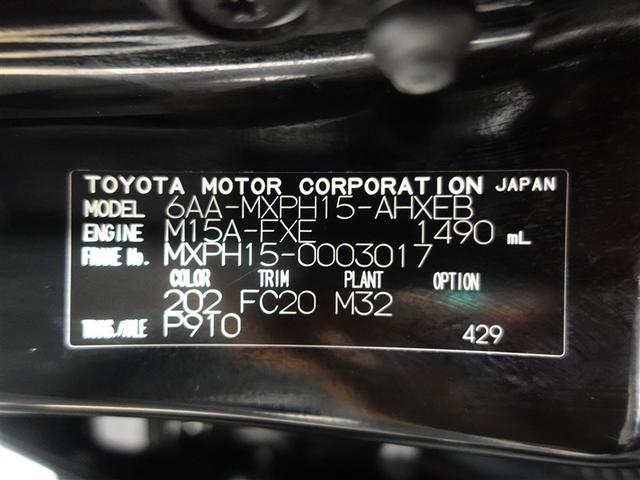 TOYOTA MOTOR CORPORATION JAPAN
MODEL 6AA-MXPH15-AHXEB
ENGINE M15A-FXE 1490 mL
FRAME No. MXPH15-0003017
COLOR TRIM PLANT OPTION
202 FC20 M32
TRANS./AXLE P910
429